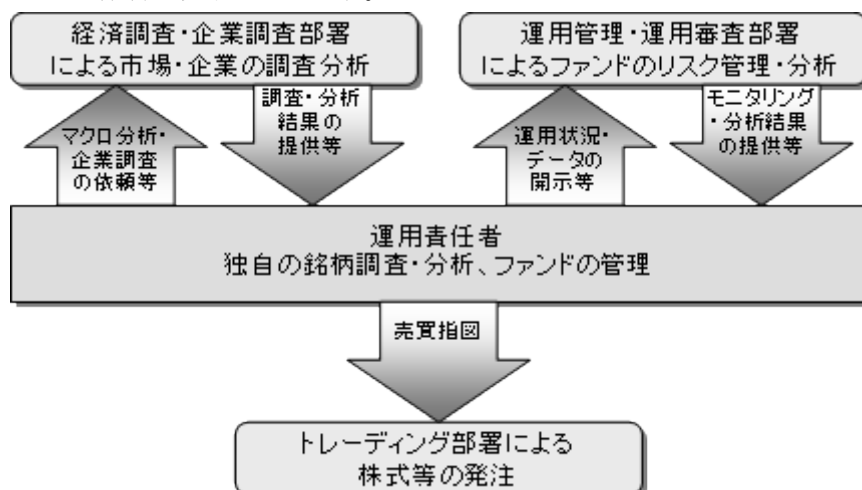 経済調査・企業調査部署
による市場・企業の調査分析
運用管理・運用審査部署
によるファンドのリスク管理・分析
マクロ分析・
企業調査
の依頼等
調査・分析
結果の
提供等
運用状況・
データの
開示等
モニタリング
・分析結果
の提供等
運用責任者
独自の銘柄調査・分析、ファンドの管理
売買指図
トレーディング部署による
株式等の発注